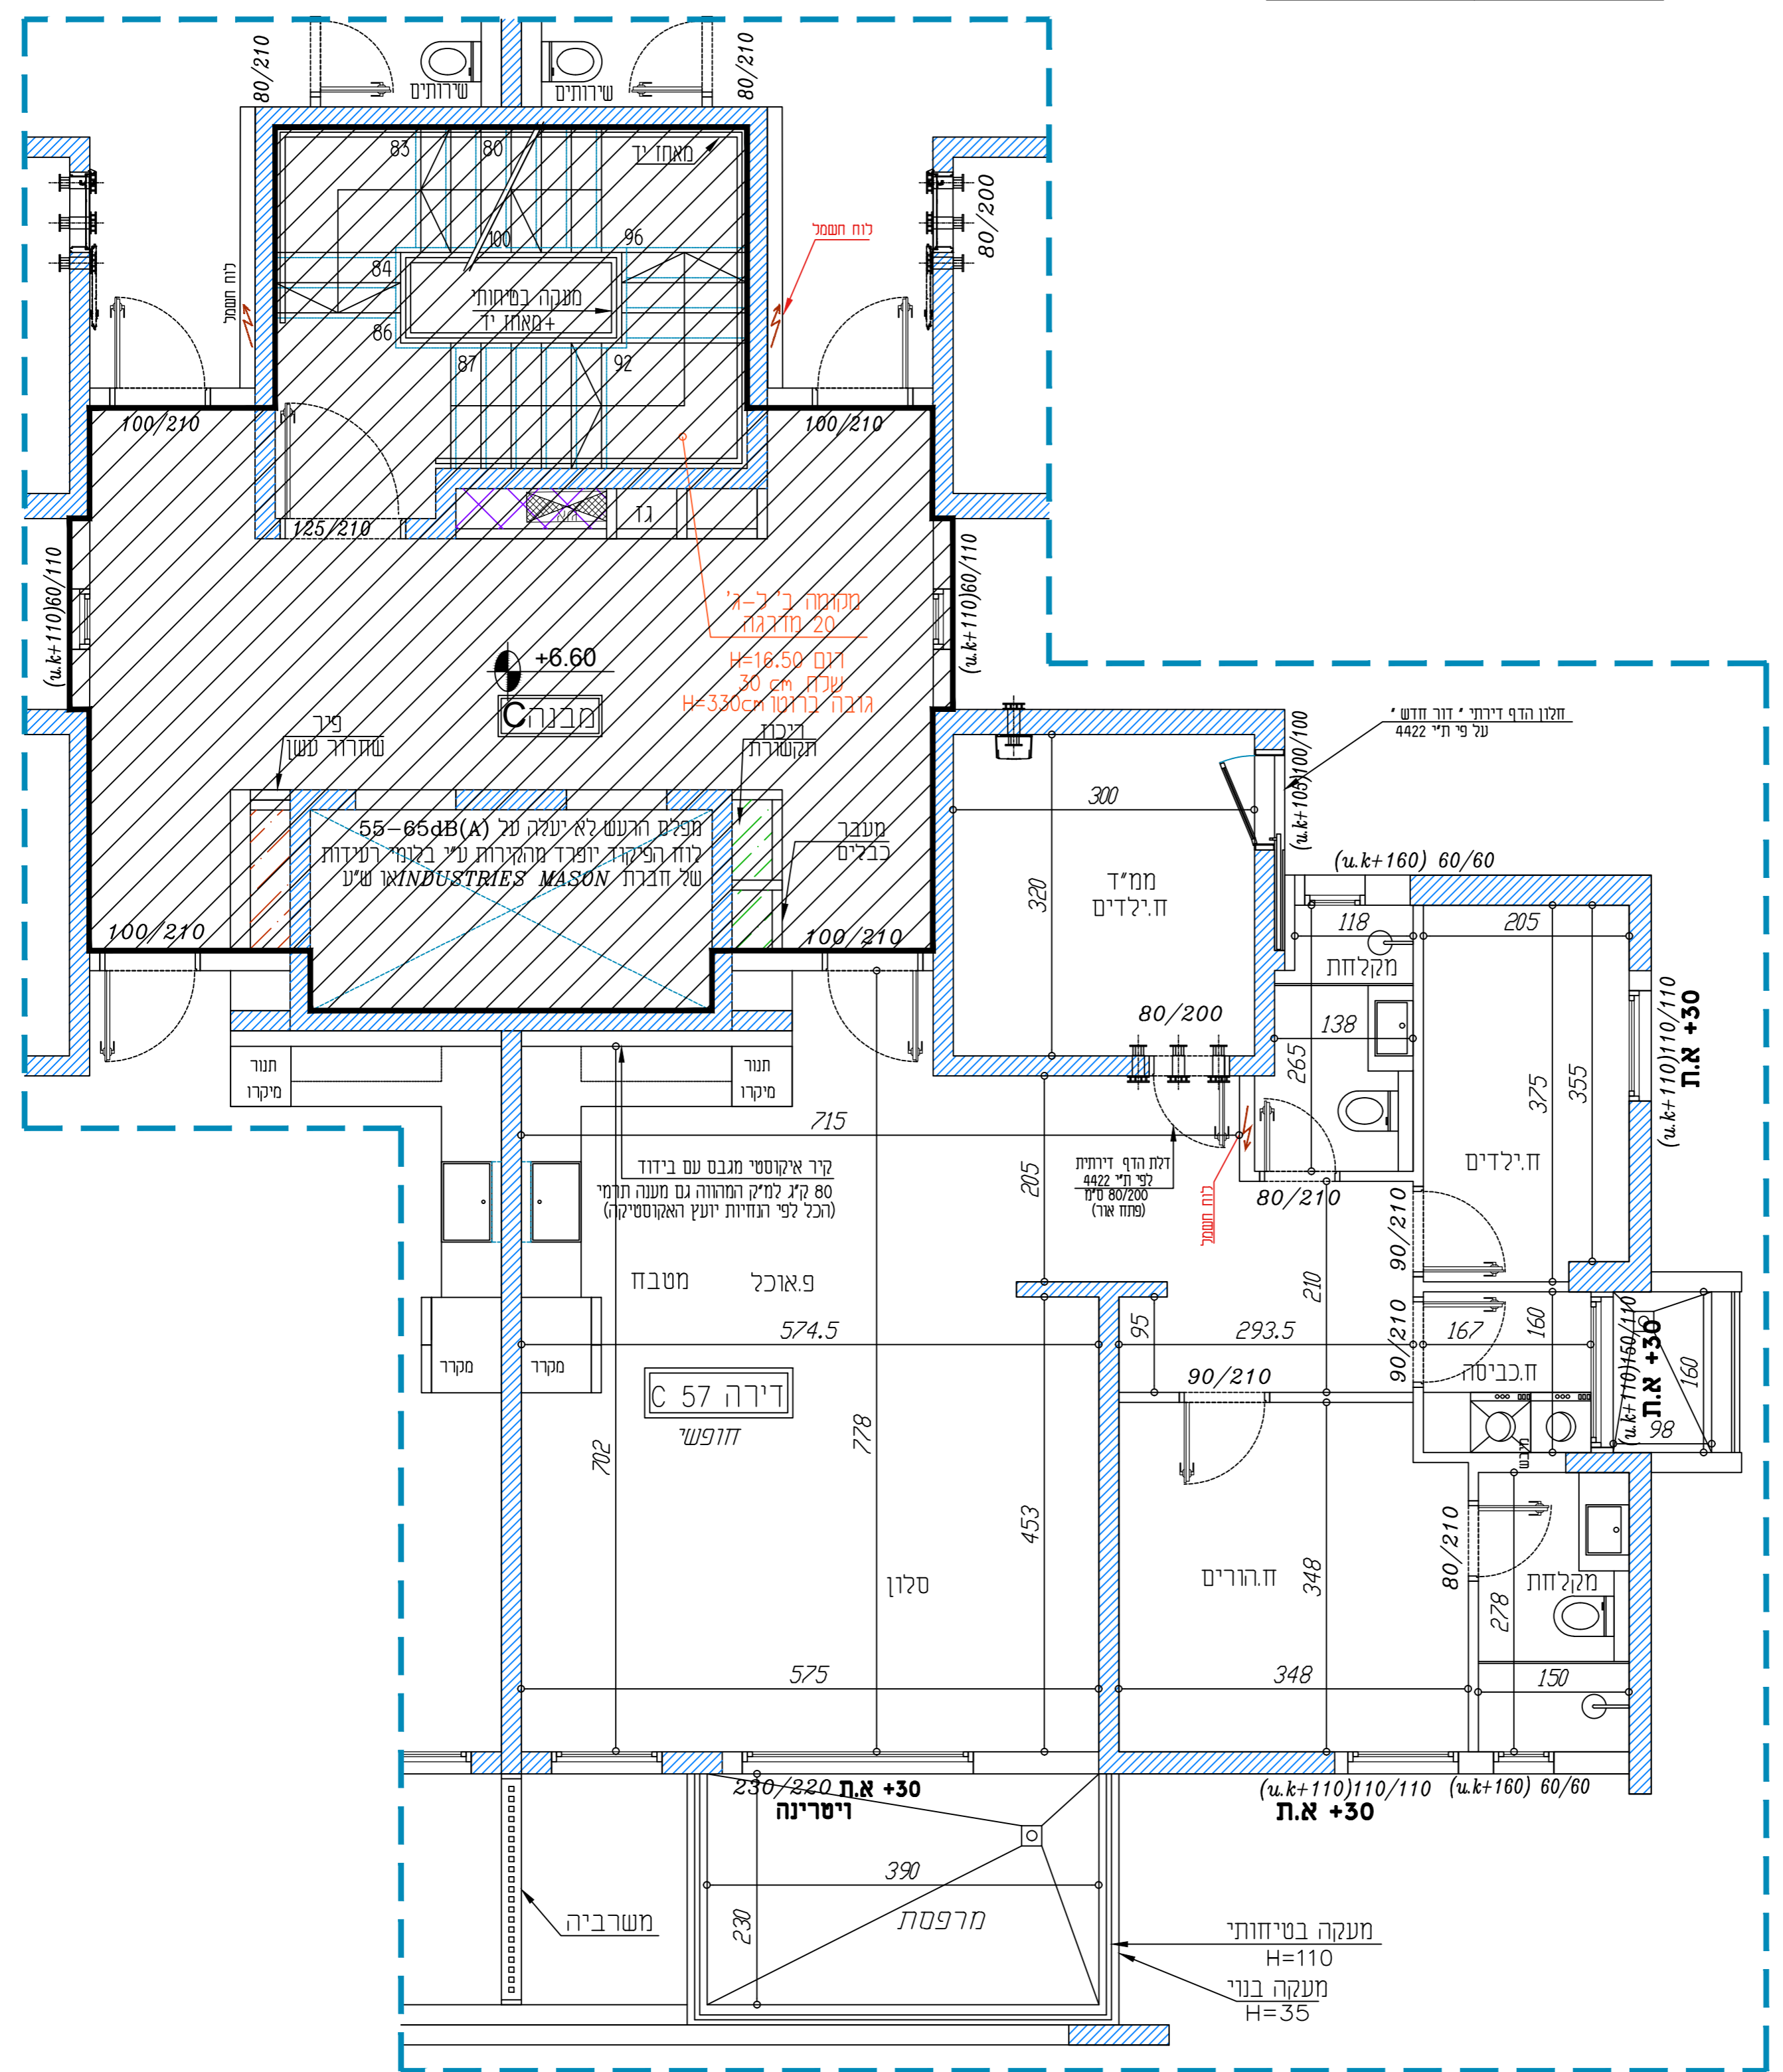 80/210
80/210
שירותים
שירותים
83
80
מאחז יד
100
96
84
86
87
92
מעקה בטיחותי
+מאחז יד
לוח חשמל
לוח חשמל
80/200
100/210
100/210
125/210
גז
(u.k+110)60/110
(u.k+110)60/110
מקומה ב' ל-ג'
20 מדרגה
רום H=16.50
שלח 30 cm
גובה ברוטו H=330cm
+6.60
מבנה C
פיר
שחרור עשן
ריכוז
תקשורת
מעבר
כבלים
מפלס הרעש לא יעלה על 55-65dB(A)
לוח הפיקוד יופרד מהקירות ע"י בלומי רעידות
של חברת INDUSTRIES MASON או ש"ע
100/210
100/210
חלון הדף דירתי " דור חדש "
על פי ת"י 4422
(u.k+105)100/100
300
320
ממ"ד
ח.ילדים
80/200
(u.k+160) 60/60
118
205
מקלחת
138
265
375
355
ח.ילדים
(u.k+110)110/110
א.ת +30
תנור
מיקרו
תנור
מיקרו
715
קיר איקוסטי מגבס עם בידוד
80 ק"ג למ"ק המהווה גם מענה תרמי
(הכל לפי הנחיות יועץ האקוסטיקה)
205
דלת הדף דירתית
לפי ת"י 4422
80/200 ס"מ
(פתח אור)
לוח חשמל
80/210
90/210
מטבח
פ.אוכל
210
574.5
95
293.5
90/210
167
160
160
ח.כביסה
98
(u.k+110)150/110
א.ת +30
מקרר
מקרר
דירה 57 C
חופשי
90/210
702
778
453
סלון
ח.הורים
348
80/210
מקלחת
278
575
348
150
230/220
א.ת +30
ויטרינה
(u.k+110)110/110
א.ת +30
(u.k+160) 60/60
390
230
מרפסת
משרביה
מעקה בטיחותי
H=110
מעקה בנוי
H=35